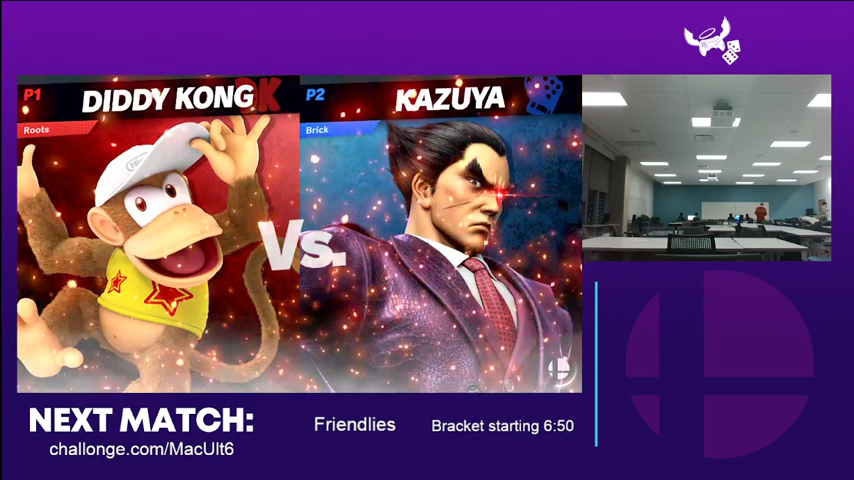 P1
DIDDY KONG
Roots
P2
KAZUYA
Brick
Vs.
NEXT MATCH:
challonge.com/MacUlt6
Friendlies
Bracket starting 6:50